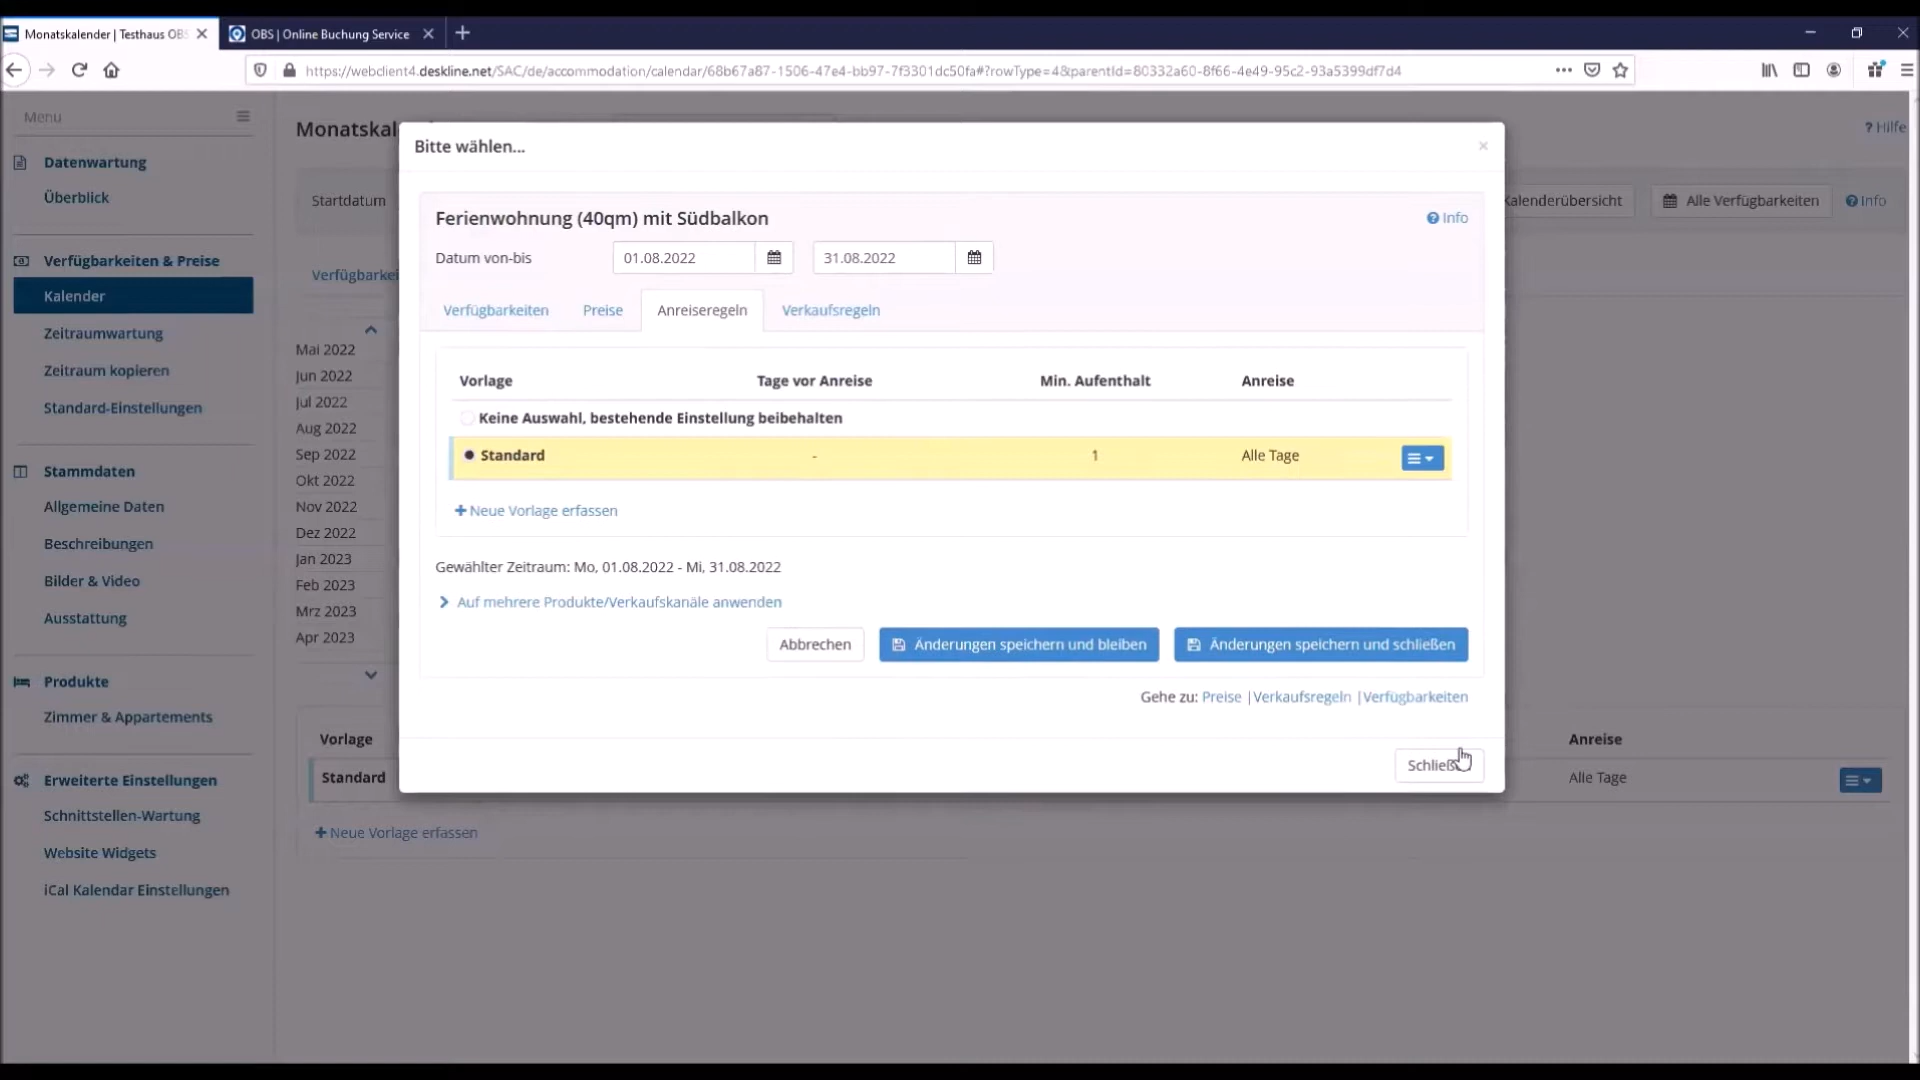 Monatskalender | Testhaus OBS
OBS | Online Buchung Service
https://webclient4.deskline.net/SAC/de/accommodation/calendar/68b67a87-1506-47e4-bb97-7f3301dc50fa#?rowType=4&parentId=80332a60-8f66-4e49-95c2-93a5399df7d4
Menu
Datenwartung
Überblick
Verfügbarkeiten & Preise
Kalender
Zeitraumwartung
Zeitraum kopieren
Standard-Einstellungen
Stammdaten
Allgemeine Daten
Beschreibungen
Bilder & Video
Ausstattung
Produkte
Zimmer & Appartements
Erweiterte Einstellungen
Schnittstellen-Wartung
Website Widgets
iCal Kalendar Einstellungen
Monatskal
? Hilfe
Startdatum
Kalenderübersicht
Alle Verfügbarkeiten
Info
Verfügbarkei
Mai 2022
Jun 2022
Jul 2022
Aug 2022
Sep 2022
Okt 2022
Nov 2022
Dez 2022
Jan 2023
Feb 2023
Mrz 2023
Apr 2023
Vorlage
Anreise
Standard
Alle Tage
+ Neue Vorlage erfassen
Bitte wählen...
×
Ferienwohnung (40qm) mit Südbalkon
Info
Datum von-bis
01.08.2022
31.08.2022
Verfügbarkeiten
Preise
Anreiseregeln
Verkaufsregeln
Vorlage Tage vor Anreise Min. Aufenthalt Anreise
Keine Auswahl, bestehende Einstellung beibehalten
Standard - 1 Alle Tage
+ Neue Vorlage erfassen
Gewählter Zeitraum: Mo, 01.08.2022 - Mi, 31.08.2022
Auf mehrere Produkte/Verkaufskanäle anwenden
Abbrechen
Änderungen speichern und bleiben
Änderungen speichern und schließen
Gehe zu: Preise |Verkaufsregeln |Verfügbarkeiten
Schließ